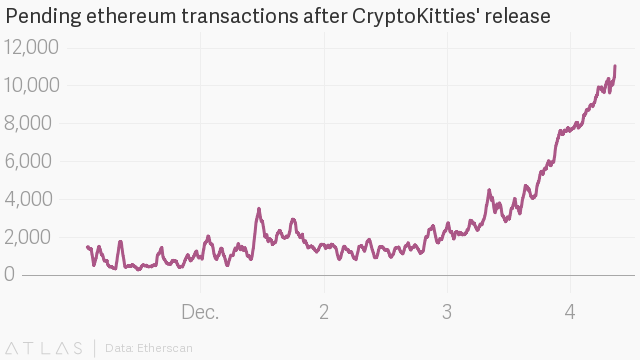 Pending ethereum transactions after CryptoKitties' release
12,000
10,000
8,000
6,000
4,000
2,000
0
Dec. 2 3 4
ATLAS | Data: Etherscan